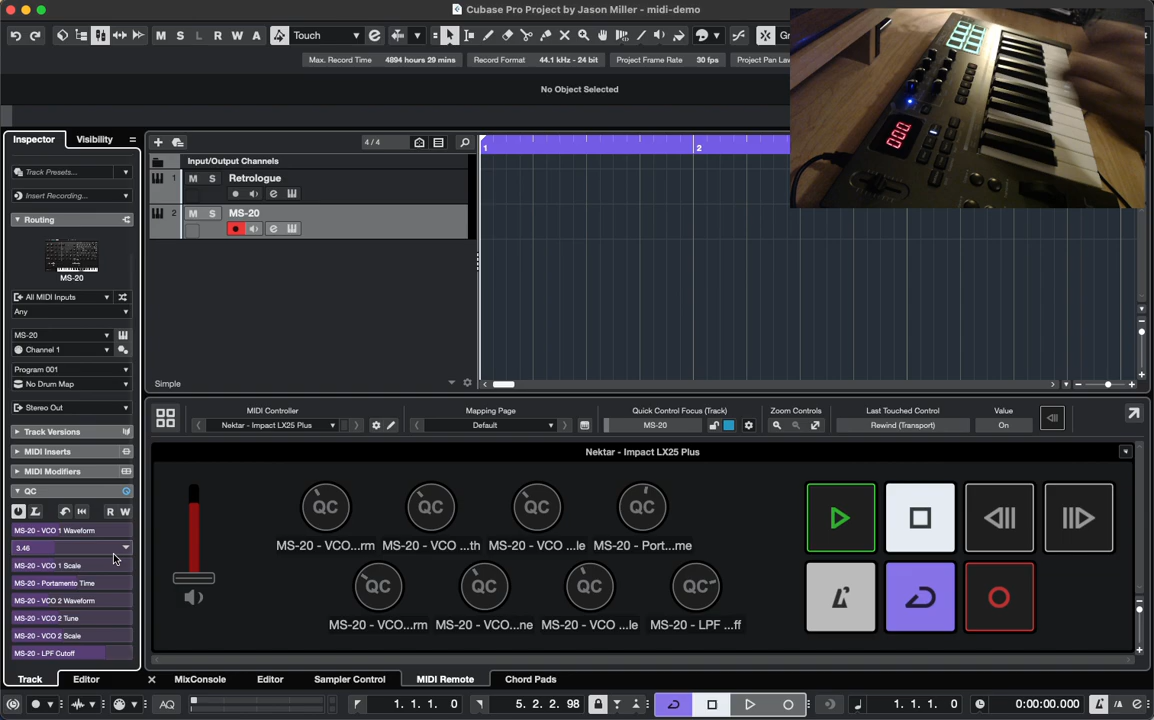 Cubase Pro Project by Jason Miller - midi-demo
M S L R W A Touch
Max. Record Time 4894 hours 29 mins Record Format 44.1 kHz - 24 bit Project Frame Rate 30 fps Project Pan Law
No Object Selected
Inspector Visibility
Track Presets...
Insert Recording...
Routing
MS-20
All MIDI Inputs
Any
MS-20
Channel 1
Program 001
No Drum Map
Stereo Out
Track Versions
MIDI Inserts
MIDI Modifiers
QC
R W
MS-20 - VCO 1 Waveform
3.46
MS-20 - VCO 1 Scale
MS-20 - Portamento Time
MS-20 - VCO 2 Waveform
MS-20 - VCO 2 Tune
MS-20 - VCO 2 Scale
MS-20 - LPF Cutoff
4/4
Input/Output Channels
1 M S Retrologue
2 M S MS-20
Simple
1 2
000
MIDI Controller Mapping Page Quick Control Focus (Track) Zoom Controls Last Touched Control Value
Nektar - Impact LX25 Plus Default MS-20 Rewind (Transport) On
Nektar - Impact LX25 Plus
QC QC QC QC
MS-20 - VCO...rm MS-20 - VCO ...th MS-20 - VCO ...le MS-20 - Port...me
QC QC QC QC
MS-20 - VCO...rm MS-20 - VCO...ne MS-20 - VCO ...le MS-20 - LPF ...ff
Track Editor MixConsole Editor Sampler Control MIDI Remote Chord Pads
AQ 1. 1. 1. 0 5. 2. 2. 98 1. 1. 1. 0 0:00:00.000